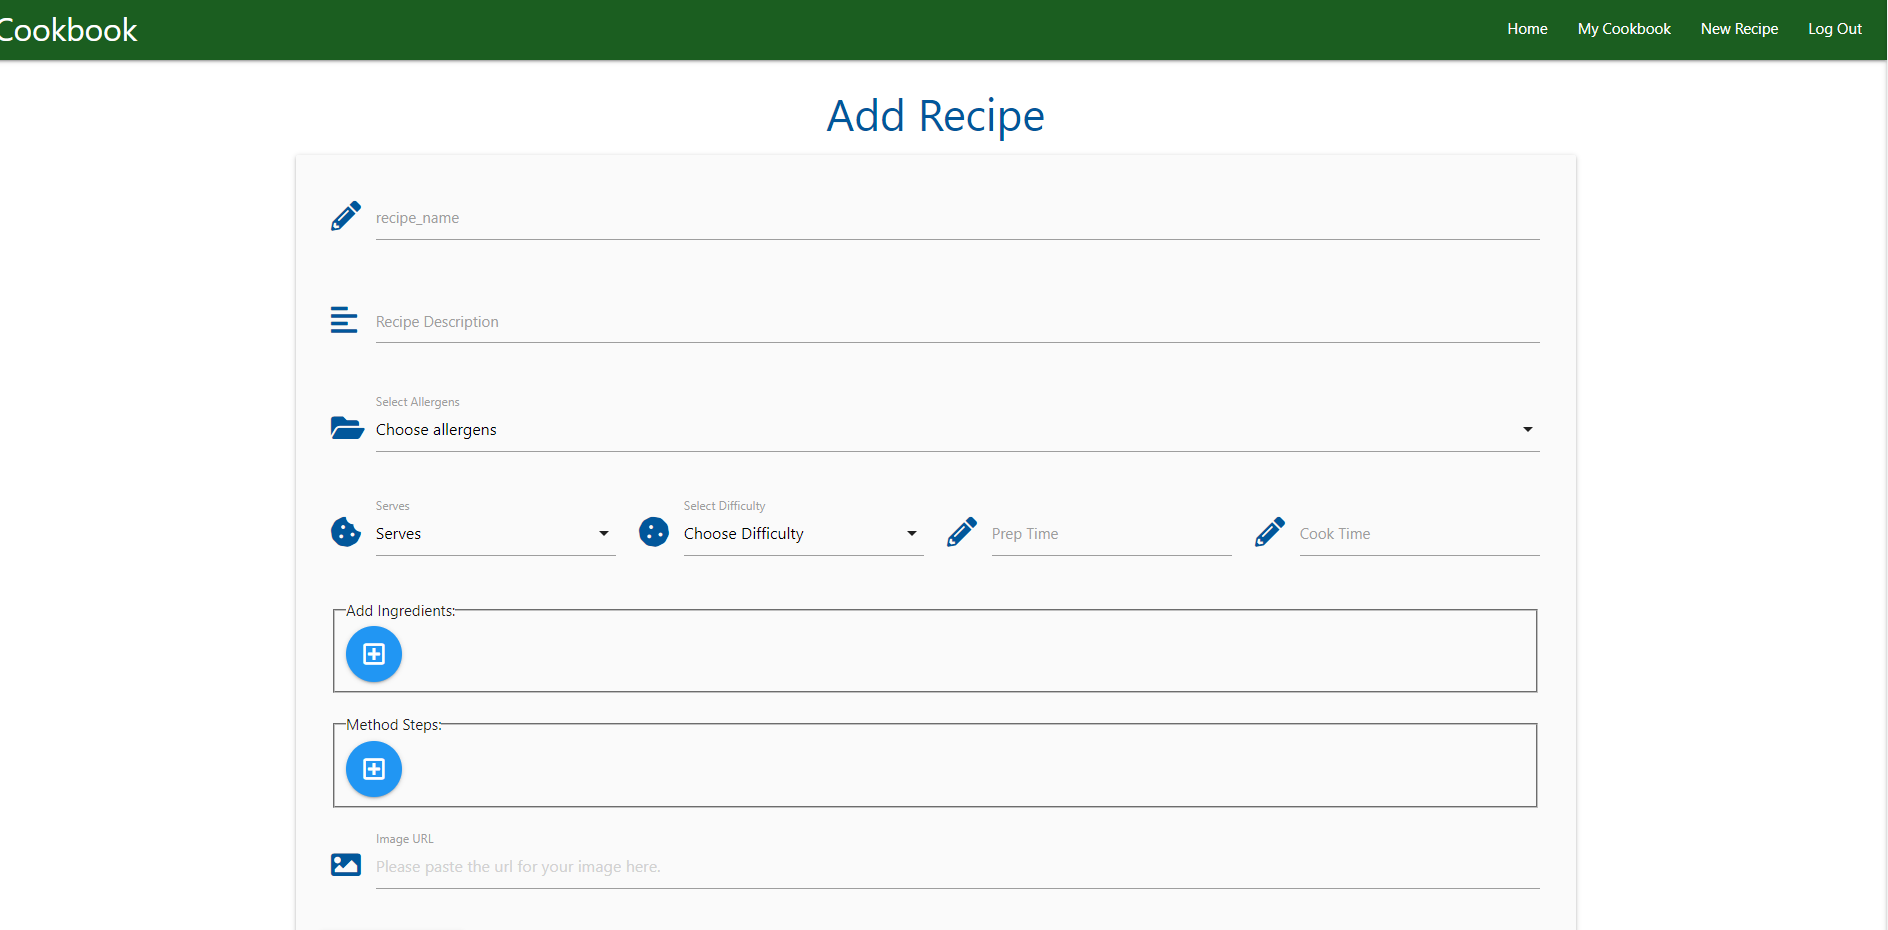 Cookbook
Home My Cookbook New Recipe Log Out
Add Recipe
recipe_name
Recipe Description
Select Allergens
Choose allergens
Serves Select Difficulty
Serves Choose Difficulty Prep Time Cook Time
Add Ingredients:
Method Steps:
Image URL
Please paste the url for your image here.